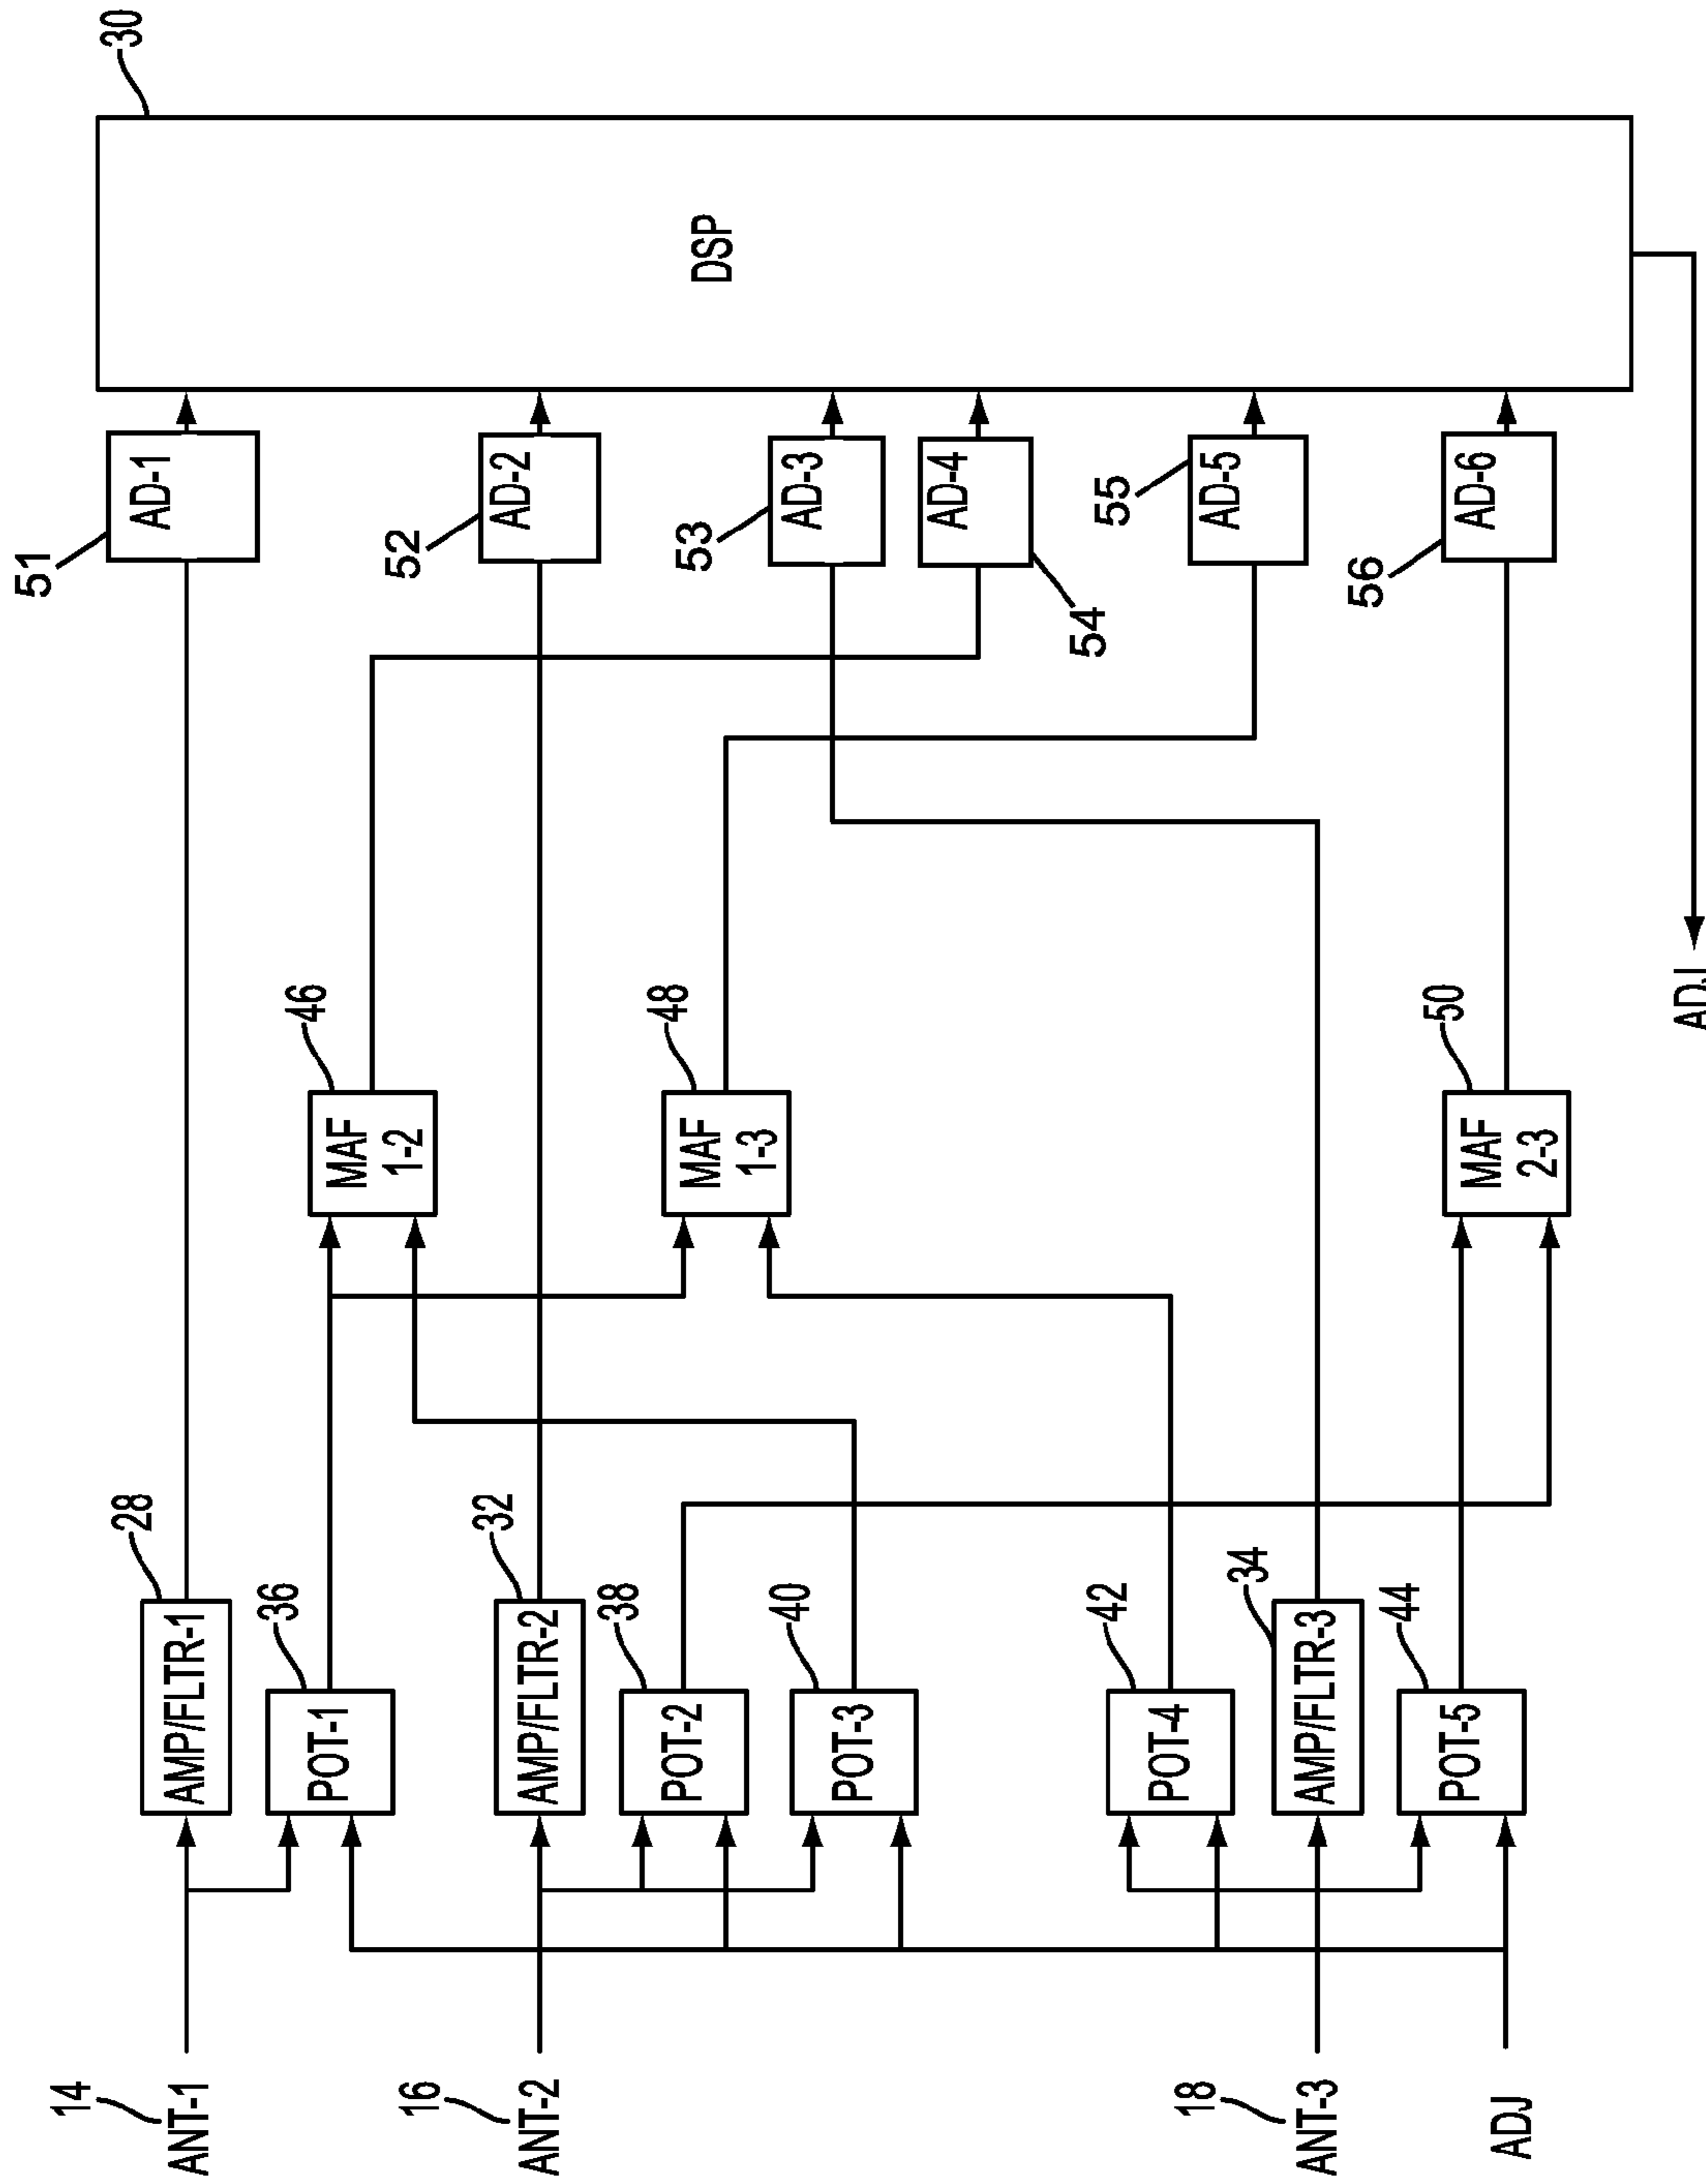 14
ANT-1
16
ANT-2
18
ANT-3
ADJ
28
AMP/FLTR-1
36
POT-1
32
AMP/FLTR-2
38
POT-2
40
POT-3
42
POT-4
34
AMP/FLTR-3
44
POT-5
46
MAF
1-2
48
MAF
1-3
50
MAF
2-3
51
AD-1
52
AD-2
53
AD-3
AD-4
54
55
AD-5
56
AD-6
30
DSP
ADJ